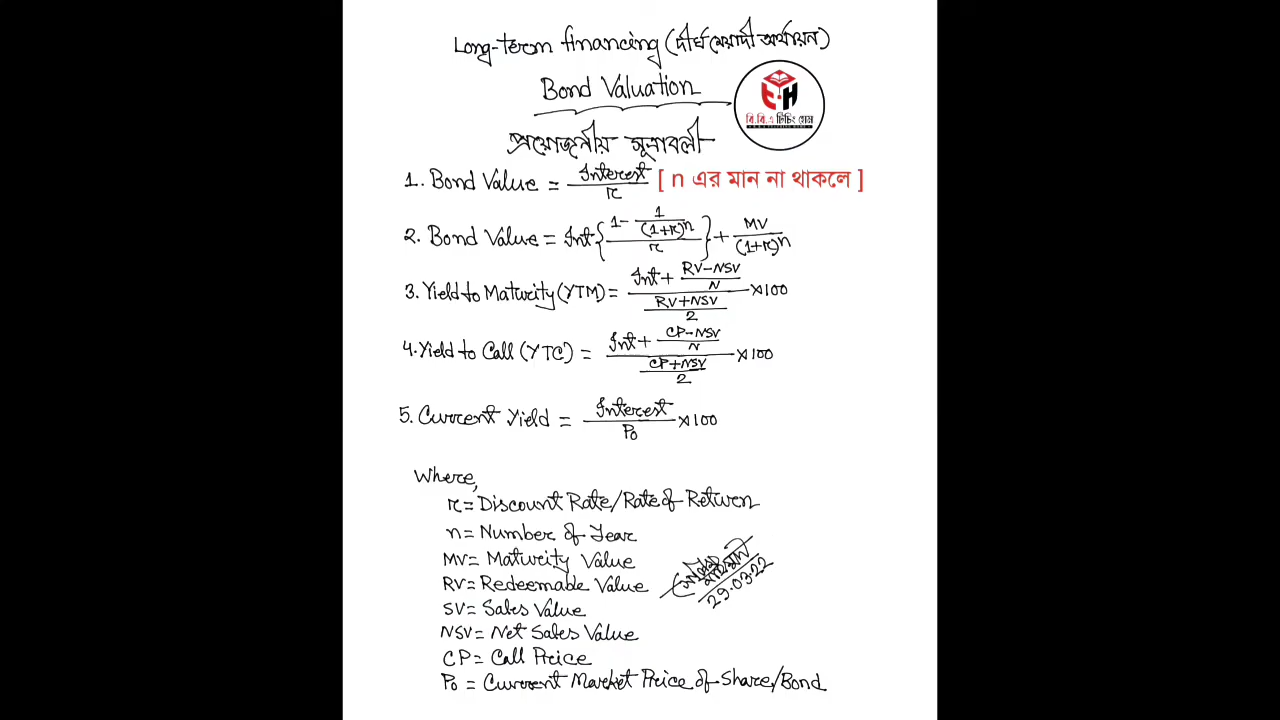 Long-term financing (দীর্ঘ মেয়াদী অর্থায়ন)
Bond Valuation
E.H
বি.বি.এ টিচিং হোম
প্রয়োজনীয় সূত্রাবলী
1. Bond Value = Interest / r [ n এর মান না থাকলে ]
2. Bond Value = Int { (1 - 1/(1+r)^n) / r } + MV/(1+r)^n
3. Yield to Maturity (YTM) = (Int + (RV-NSV)/N) / ((RV+NSV)/2) ×100
4. Yield to Call (YTC) = (Int + (CP-NSV)/N) / ((CP+NSV)/2) ×100
5. Current Yield = Interest / P₀ ×100
Where,
r = Discount Rate/Rate of Return
n = Number of Year
MV = Maturity Value
RV = Redeemable Value
SV = Sales Value
NSV = Net Sales Value
CP = Call Price
P₀ = Current Market Price of Share/Bond
29.03.22